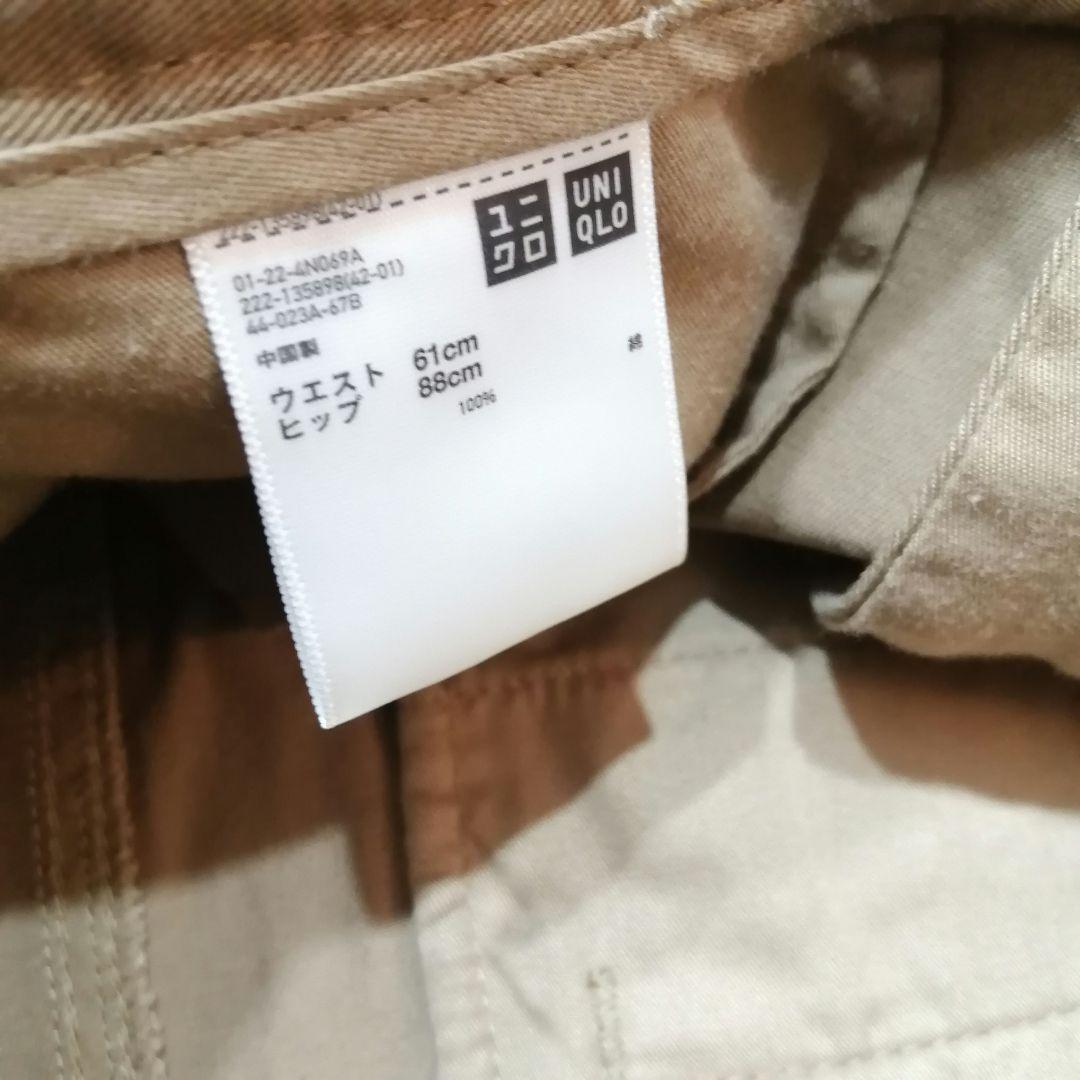 ユニ
クロ
UNI
QLO
01-22-4N069A
222-135898(42-01)
44-023A-67B
中国製
ウエスト 61cm
ヒップ 88cm
綿 100%